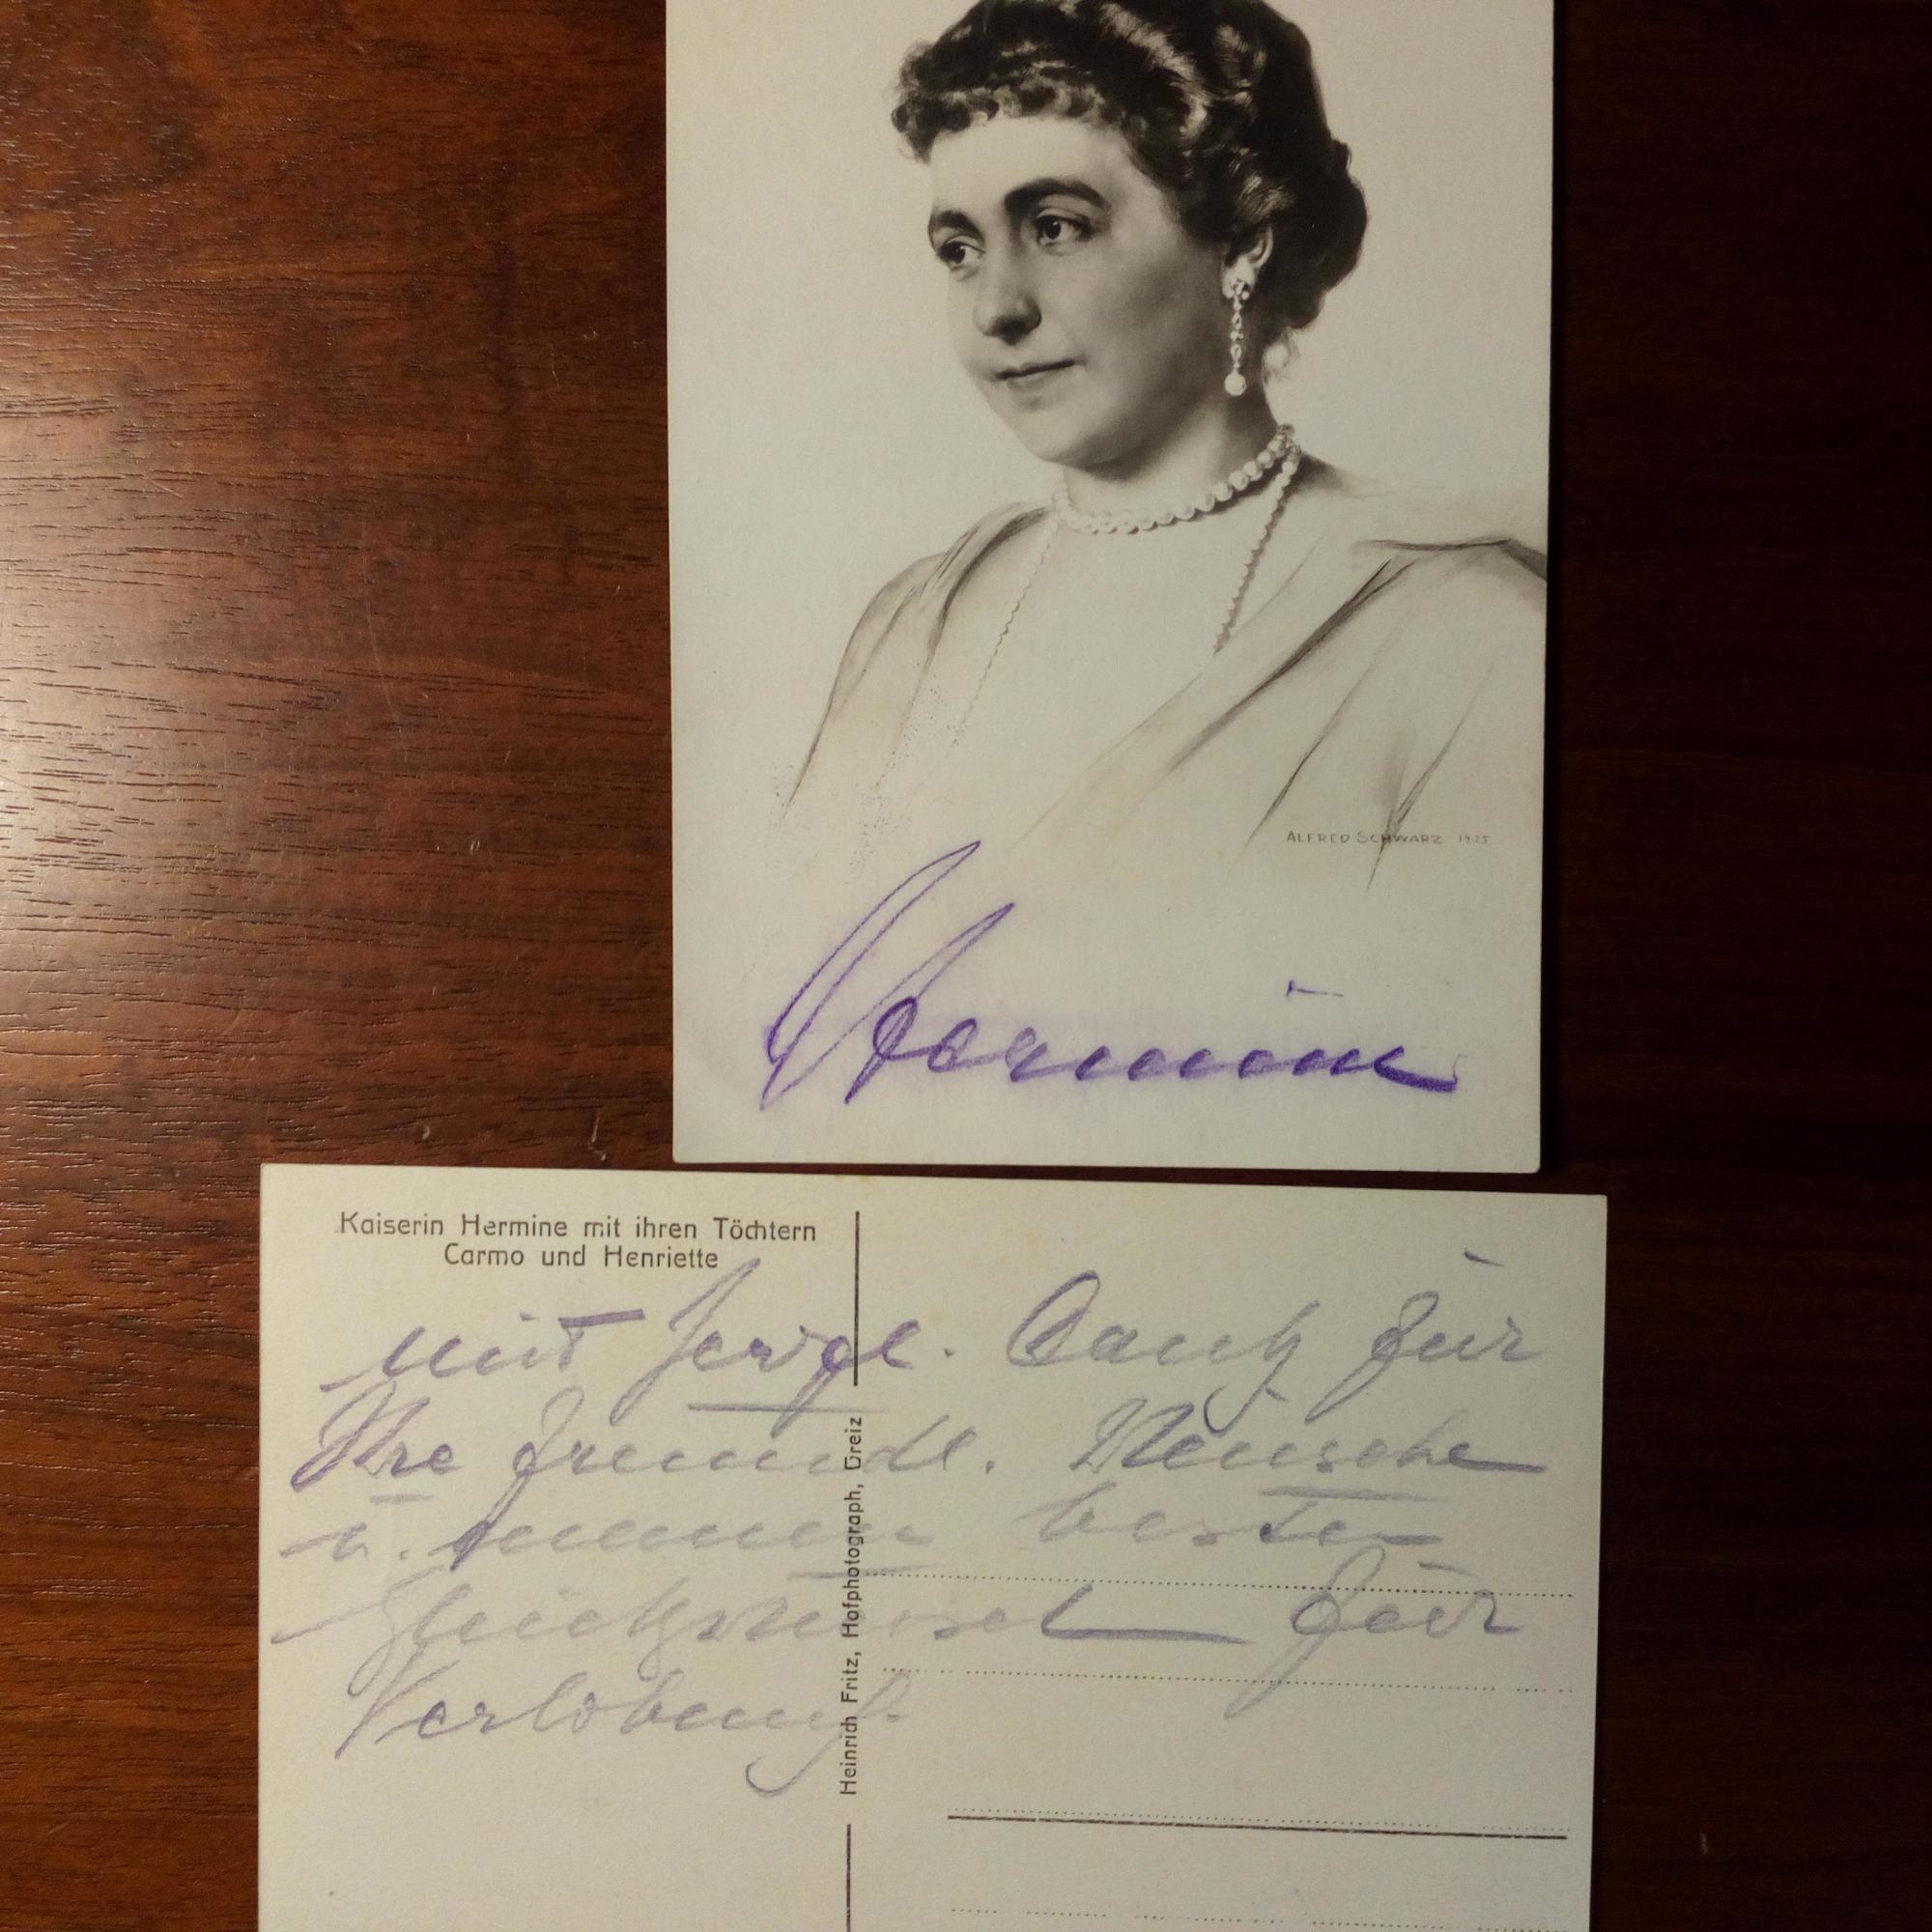 ALFRED SCHWARZ 1935
Hermine
Kaiserin Hermine mit ihren Töchtern
Carmo und Henriette
Heinrich Fritz, Hofphotograph, Greiz
mit herzl. Dank für
Ihre freundl. Wünsche
u. meinen besten
Glückwunsch zur
Verlobung.